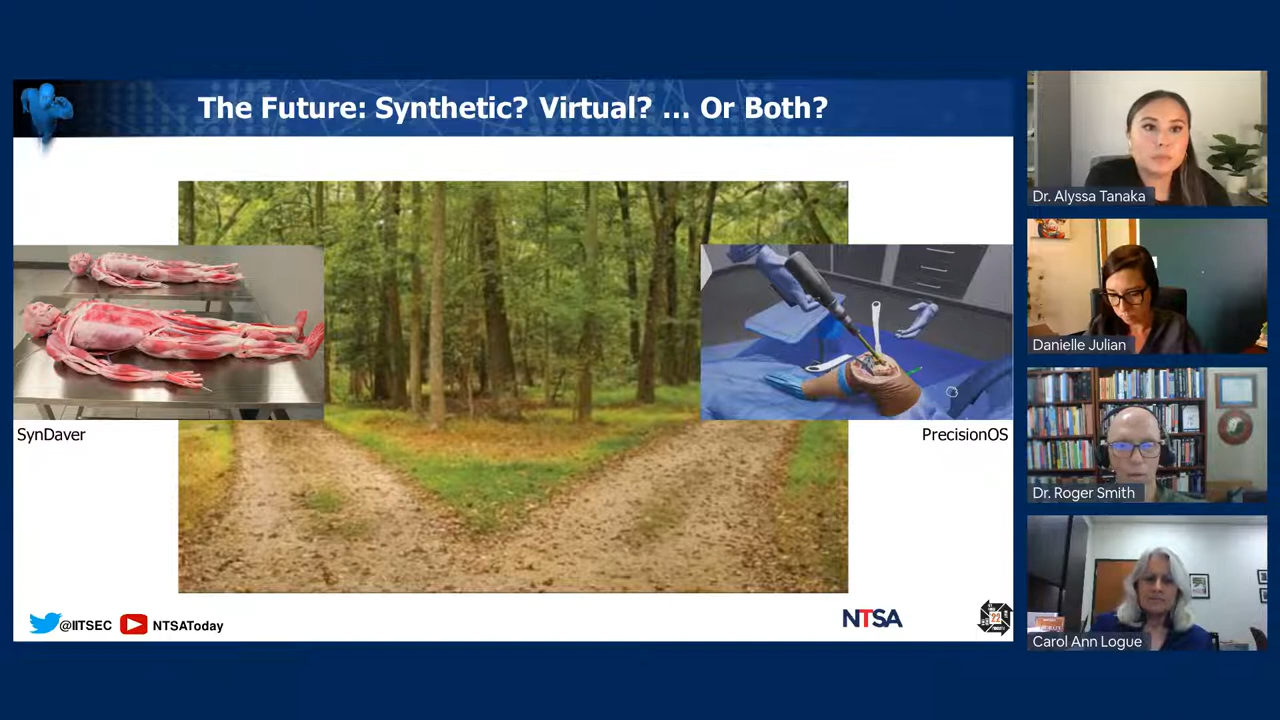 The Future: Synthetic? Virtual? ... Or Both?
SynDaver
PrecisionOS
@IITSEC
NTSAToday
NTSA
Dr. Alyssa Tanaka
Danielle Julian
Dr. Roger Smith
Carol Ann Logue